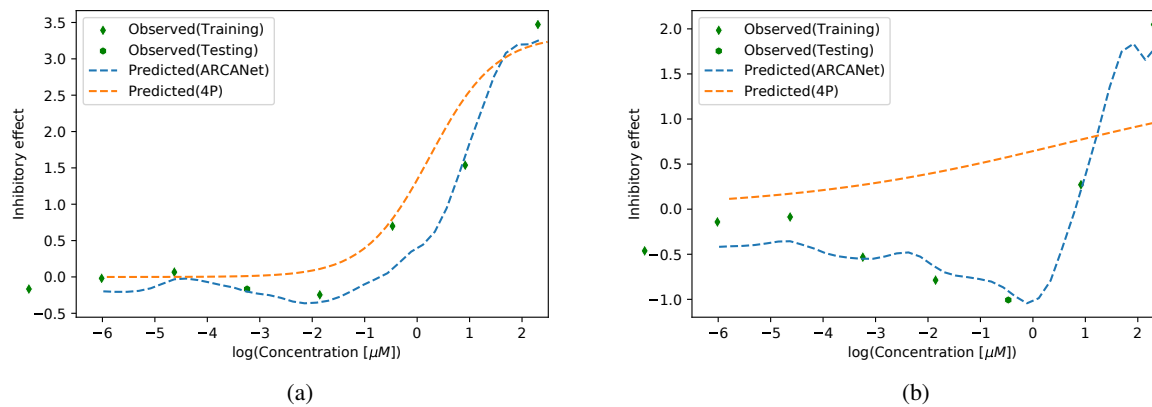 Observed(Training)
Observed(Testing)
Predicted(ARCANet)
Predicted(4P)
3.5
3.0
2.5
2.0
1.5
1.0
0.5
0.0
−0.5
Inhibitory effect
−6 −5 −4 −3 −2 −1 0 1 2
log(Concentration [μM])
(a)
Observed(Training)
Observed(Testing)
Predicted(ARCANet)
Predicted(4P)
2.0
1.5
1.0
0.5
0.0
−0.5
−1.0
Inhibitory effect
−6 −5 −4 −3 −2 −1 0 1 2
log(Concentration [μM])
(b)